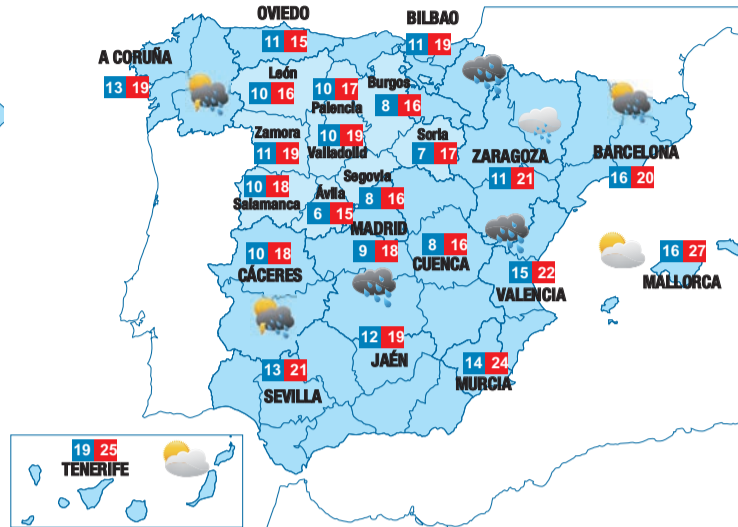 OVIEDO
11 15
BILBAO
11 19
A CORUÑA
13 19
León
10 16
10 17
Palencia
Burgos
8 16
Zamora
11 19
10 19
Valladolid
Soria
7 17
ZARAGOZA
11 21
BARCELONA
16 20
10 18
Salamanca
Ávila
6 15
Segovia
8 16
MADRID
9 18
8 16
CUENCA
10 18
CÁCERES
15 22
VALENCIA
16 27
MALLORCA
12 19
JAÉN
13 21
SEVILLA
14 24
MURCIA
19 25
TENERIFE